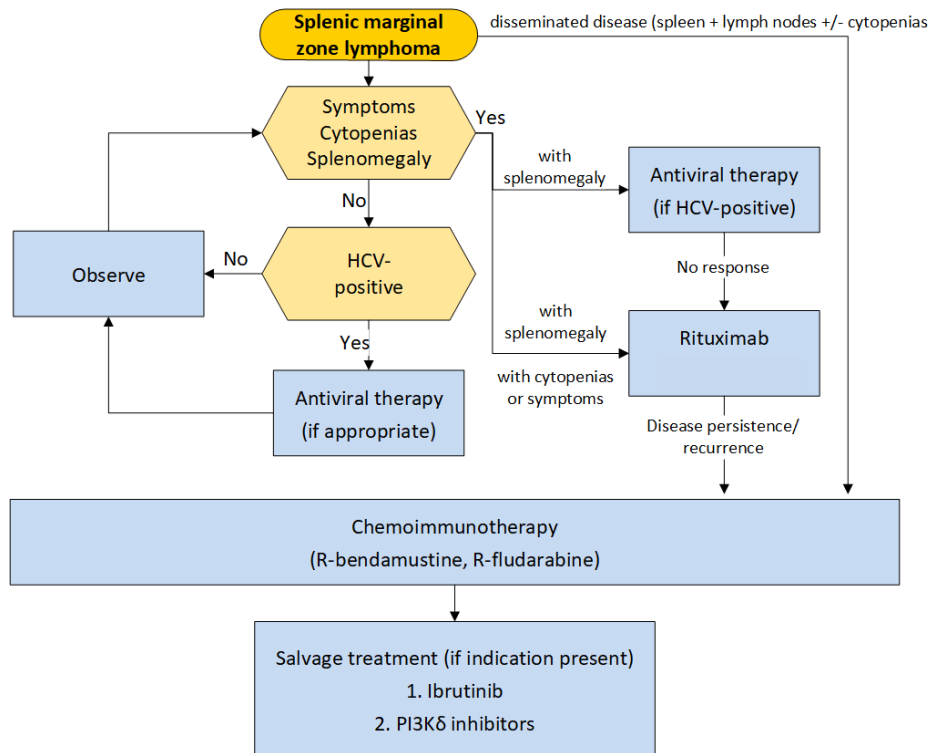 Splenic marginal
zone lymphoma
disseminated disease (spleen + lymph nodes +/- cytopenias
Symptoms
Cytopenias
Splenomegaly
Yes
with
splenomegaly
Antiviral therapy
(if HCV-positive)
No
Observe
No
HCV-
positive
No response
with
splenomegaly
Rituximab
Yes
with cytopenias
or symptoms
Antiviral therapy
(if appropriate)
Disease persistence/
recurrence
Chemoimmunotherapy
(R-bendamustine, R-fludarabine)
Salvage treatment (if indication present)
1. Ibrutinib
2. PI3Kδ inhibitors